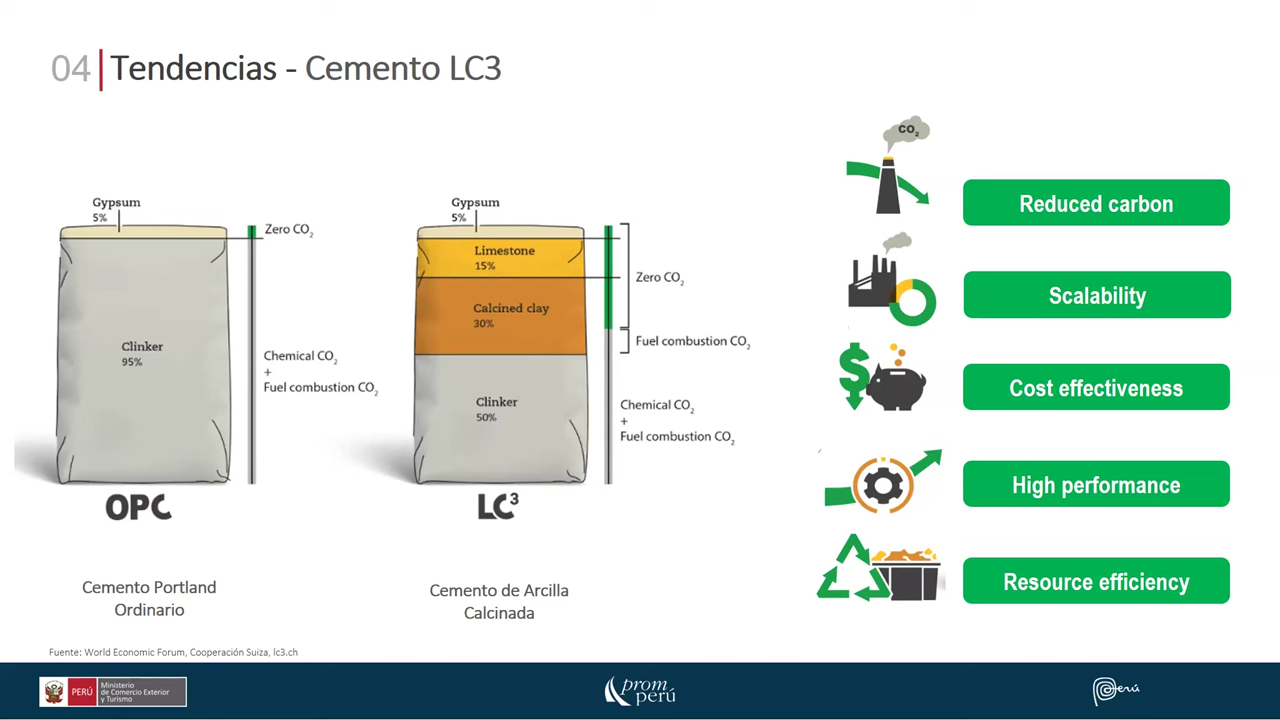 04 Tendencias - Cemento LC3
Gypsum
5%
Zero CO₂
Clinker
95%
Chemical CO₂
+
Fuel combustion CO₂
OPC
Cemento Portland
Ordinario
Gypsum
5%
Limestone
15%
Calcined clay
30%
Clinker
50%
Zero CO₂
Fuel combustion CO₂
Chemical CO₂
+
Fuel combustion CO₂
LC³
Cemento de Arcilla
Calcinada
CO₂
Reduced carbon
Scalability
$
Cost effectiveness
High performance
Resource efficiency
Fuente: World Economic Forum, Cooperación Suiza, lc3.ch
PERÚ
Ministerio
de Comercio Exterior
y Turismo
prom
perú
Perú